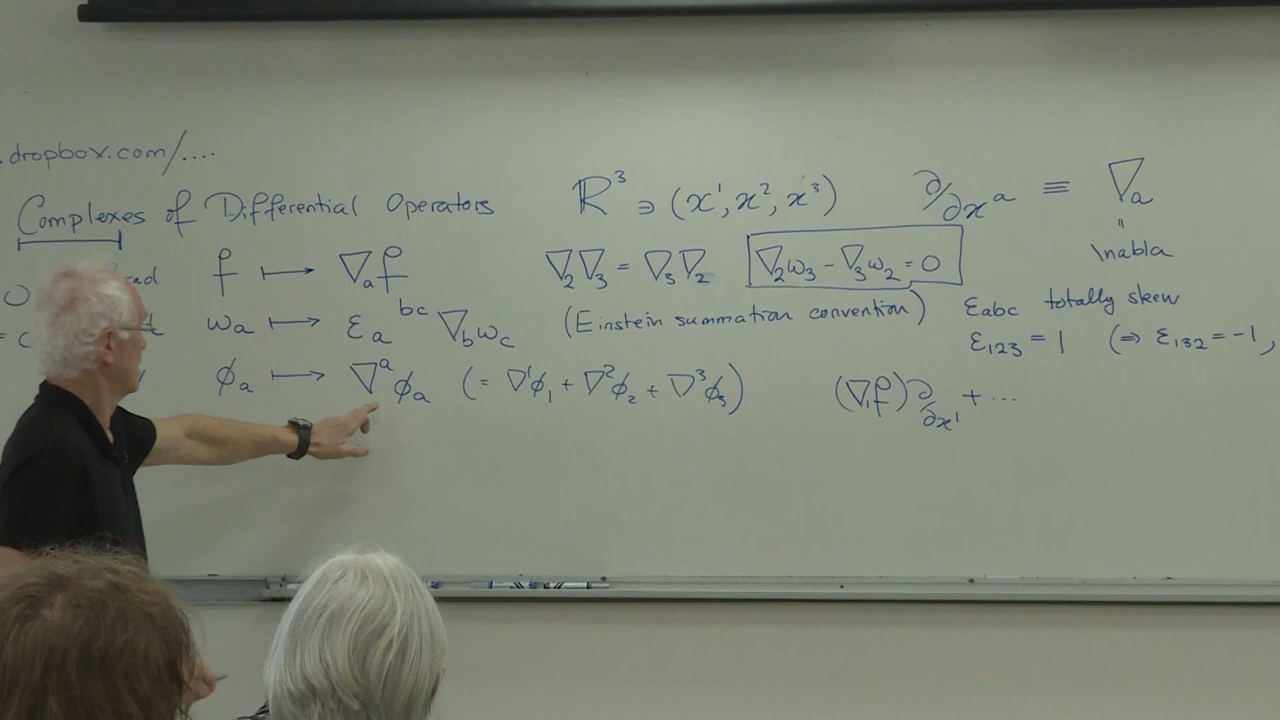 .dropbox.com/....
Complexes of Differential Operators ℝ³ ∋ (x¹, x², x³) ∂/∂xᵃ ≡ ∇ₐ
" \nabla
f ⟼ ∇ₐf ∇₂∇₃ = ∇₃∇₂ ∇₂ω₃ − ∇₃ω₂ = 0
ωₐ ⟼ εₐᵇᶜ ∇_bω_c (Einstein summation convention) ε_abc totally skew
ε₁₂₃ = 1 (⇒ ε₁₃₂ = −1,
ϕₐ ⟼ ∇ᵃϕₐ (= ∇¹ϕ₁ + ∇²ϕ₂ + ∇³ϕ₃) (∇₁f) ∂/∂x¹ + ...